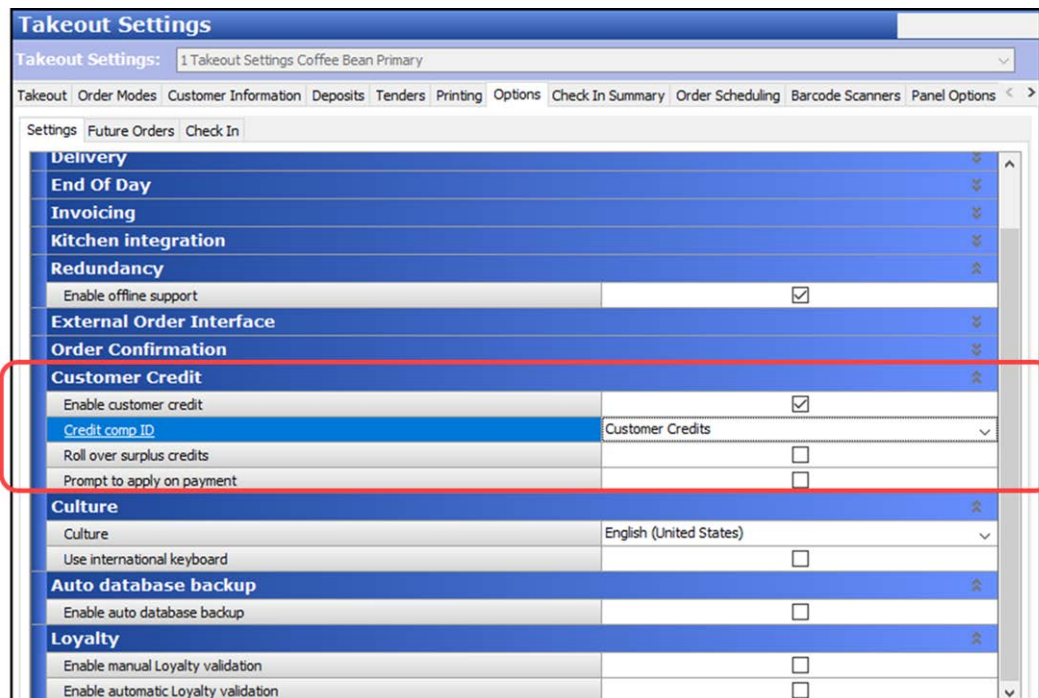 Takeout Settings
Takeout Settings: 1 Takeout Settings Coffee Bean Primary
Takeout Order Modes Customer Information Deposits Tenders Printing Options Check In Summary Order Scheduling Barcode Scanners Panel Options
Settings Future Orders Check In
Delivery
End Of Day
Invoicing
Kitchen integration
Redundancy
Enable offline support
External Order Interface
Order Confirmation
Customer Credit
Enable customer credit
Credit comp ID Customer Credits
Roll over surplus credits
Prompt to apply on payment
Culture
Culture English (United States)
Use international keyboard
Auto database backup
Enable auto database backup
Loyalty
Enable manual Loyalty validation
Enable automatic Loyalty validation